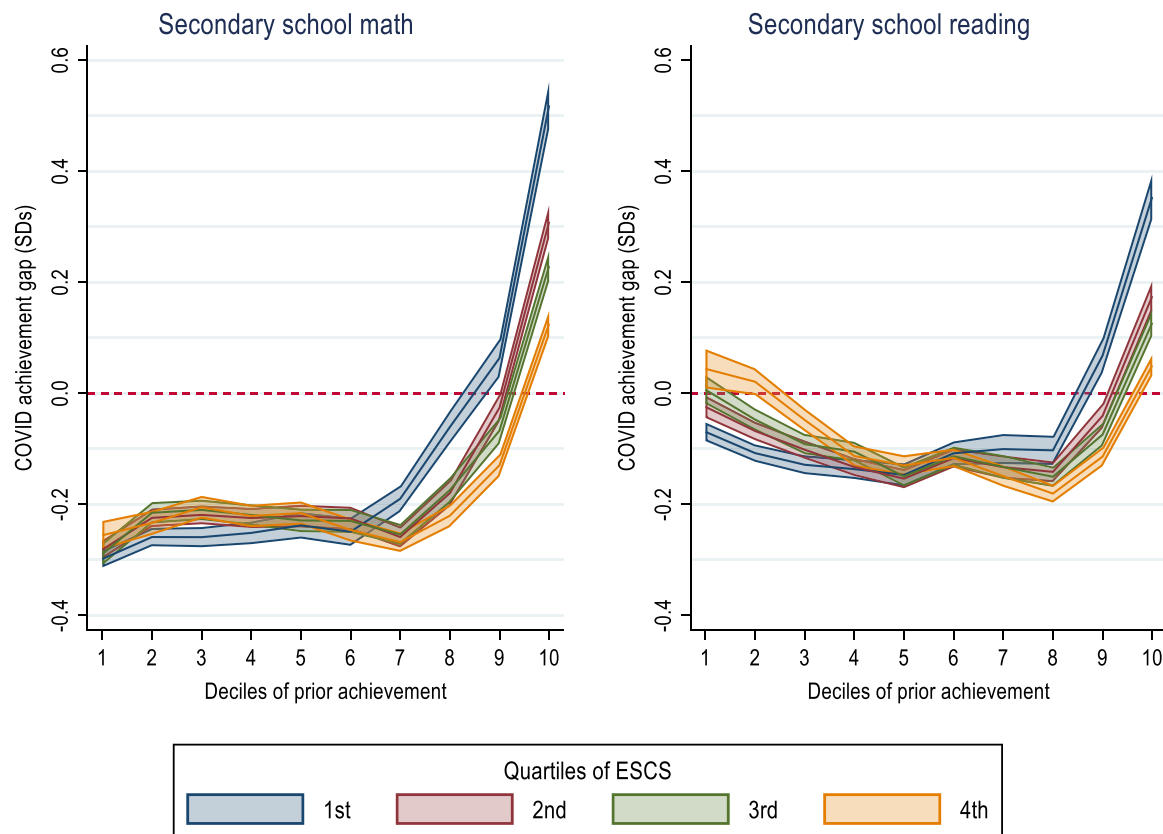 Secondary school math
COVID achievement gap (SDs)
0.6
0.4
0.2
0.0
-0.2
-0.4
1 2 3 4 5 6 7 8 9 10
Deciles of prior achievement
Secondary school reading
COVID achievement gap (SDs)
0.6
0.4
0.2
0.0
-0.2
-0.4
1 2 3 4 5 6 7 8 9 10
Deciles of prior achievement
Quartiles of ESCS
1st 2nd 3rd 4th